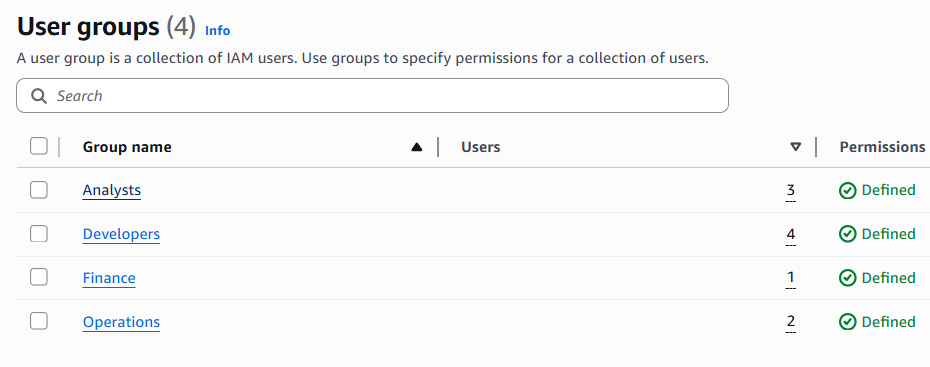 User groups (4) Info
A user group is a collection of IAM users. Use groups to specify permissions for a collection of users.
Search
Group name Users Permissions
Analysts 3 Defined
Developers 4 Defined
Finance 1 Defined
Operations 2 Defined